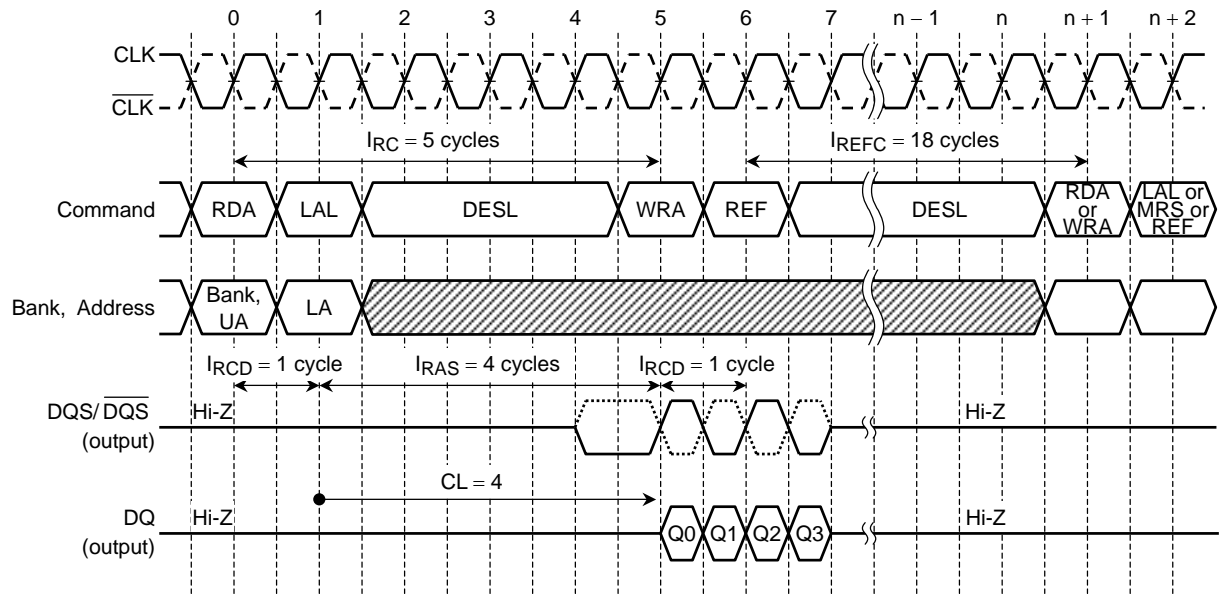 0 1 2 3 4 5 6 7 n − 1 n n + 1 n + 2
CLK
CLK
IRC = 5 cycles IREFC = 18 cycles
Command RDA LAL DESL WRA REF DESL RDA or WRA LAL or MRS or REF
Bank, Address Bank, UA LA
IRCD = 1 cycle IRAS = 4 cycles IRCD = 1 cycle
DQS/ DQS Hi-Z Hi-Z
(output)
CL = 4
DQ Hi-Z Q0 Q1 Q2 Q3 Hi-Z
(output)